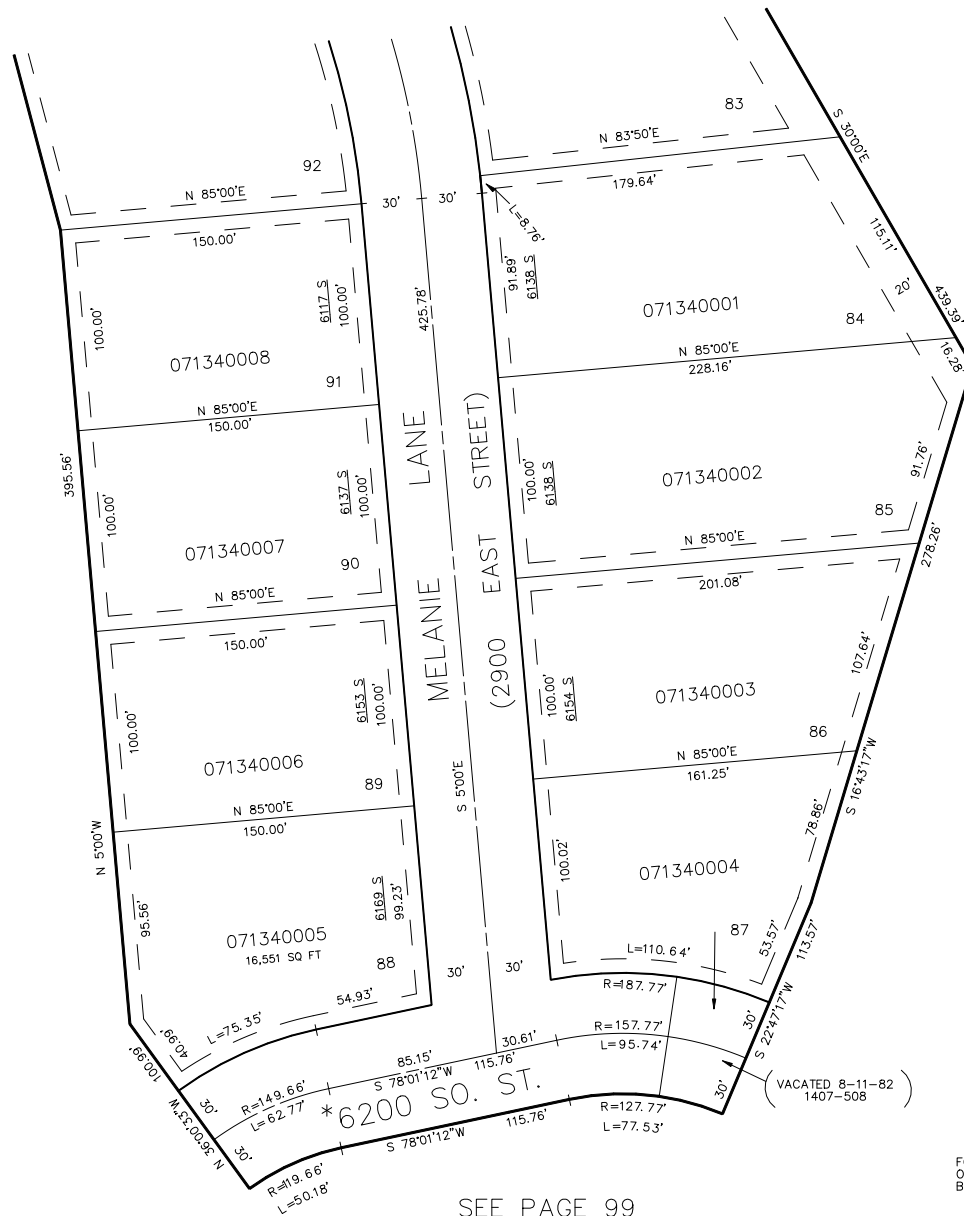 83
S 30°00'E
N 83°50'E
92
N 85°00'E
150.00'
30'
30'
179.64'
L=8.76'
115.11'
20'
439.39'
16.28'
100.00'
071340008
6117 S
100.00'
91
425.78'
91.89'
6138 S
071340001
84
N 85°00'E
228.16'
N 85°00'E
150.00'
395.56'
100.00'
071340007
6137 S
100.00'
90
N 85°00'E
150.00'
MELANIE LANE
(2900 EAST STREET)
100.00'
6138 S
071340002
91.76'
85
278.26'
N 85°00'E
201.08'
100.00'
071340006
6153 S
100.00'
89
N 85°00'E
150.00'
S 5°00'E
100.00'
6154 S
071340003
107.64'
86
N 85°00'E
161.25'
S 16°43'17"W
78.86'
N 5°00'W
95.56'
071340005
16,551 SQ FT
6169 S
99.23'
88
54.93'
L=75.35'
40.99'
100.99'
100.02'
071340004
87
53.57'
113.57'
L=110.64'
30'
30'
R=187.77'
R=157.77'
L=95.74'
30'
S 22°47'17"W
30'
30.61'
85.15'
115.76'
S 78°01'12"W
R=149.66'
L=62.77'
*6200 SO. ST.
30'
30'
N 36°00'33"W
S 78°01'12"W
115.76'
R=127.77'
L=77.53'
R=119.66'
L=50.18'
(VACATED 8-11-82
1407-508)
SEE PAGE 99
F
O
B